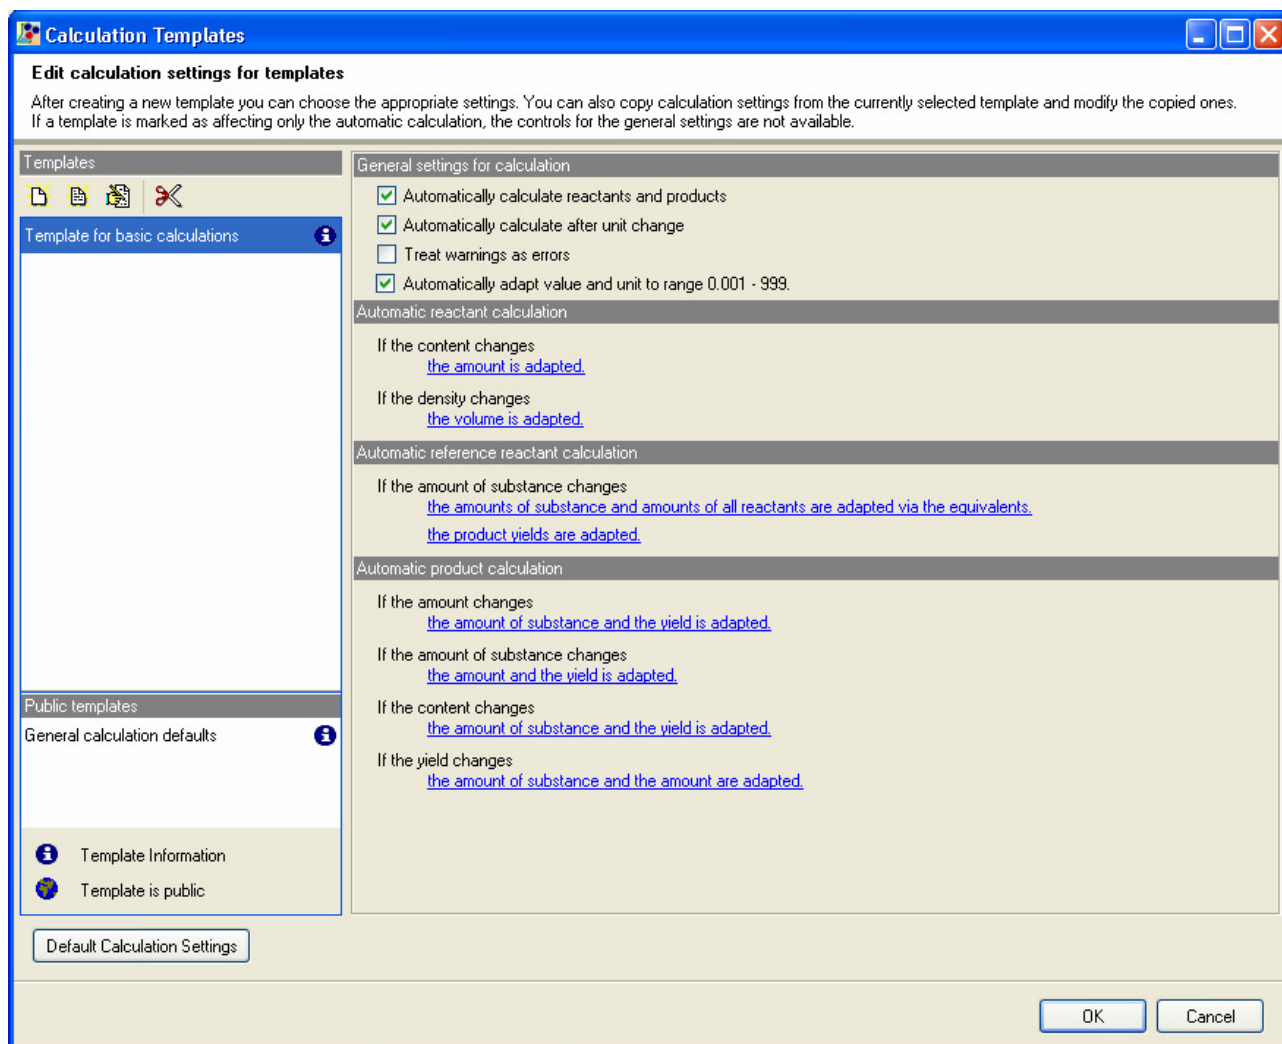 Calculation Templates
Edit calculation settings for templates
After creating a new template you can choose the appropriate settings. You can also copy calculation settings from the currently selected template and modify the copied ones.
If a template is marked as affecting only the automatic calculation, the controls for the general settings are not available.
Templates
Template for basic calculations
Public templates
General calculation defaults
Template Information
Template is public
General settings for calculation
Automatically calculate reactants and products
Automatically calculate after unit change
Treat warnings as errors
Automatically adapt value and unit to range 0.001 - 999.
Automatic reactant calculation
If the content changes
the amount is adapted.
If the density changes
the volume is adapted.
Automatic reference reactant calculation
If the amount of substance changes
the amounts of substance and amounts of all reactants are adapted via the equivalents.
the product yields are adapted.
Automatic product calculation
If the amount changes
the amount of substance and the yield is adapted.
If the amount of substance changes
the amount and the yield is adapted.
If the content changes
the amount of substance and the yield is adapted.
If the yield changes
the amount of substance and the amount are adapted.
Default Calculation Settings
OK
Cancel